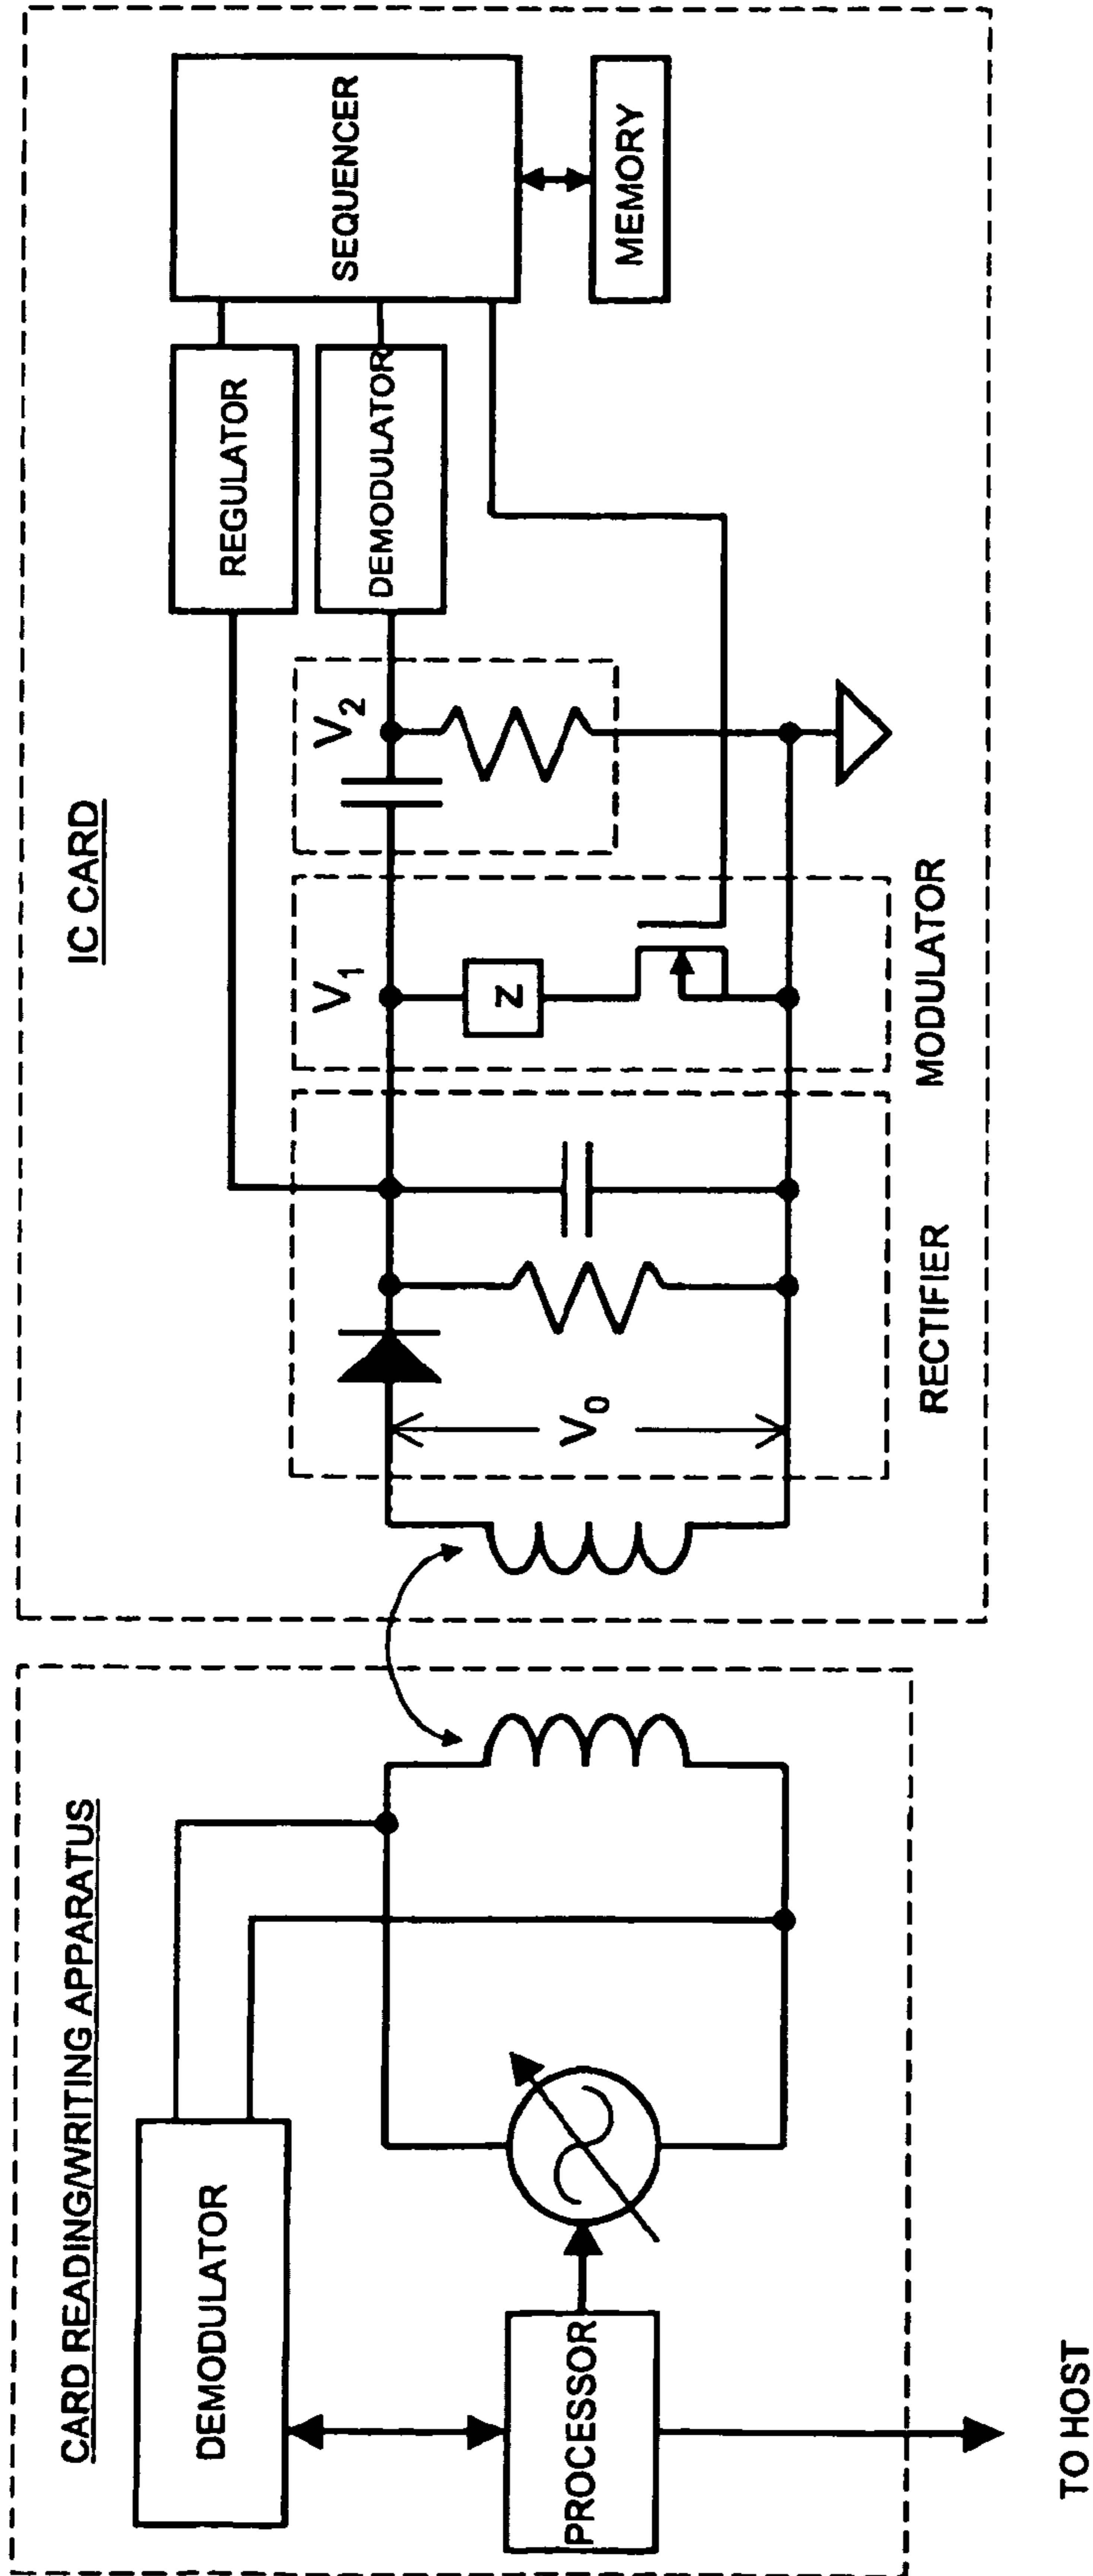 CARD READING/WRITING APPARATUS
DEMODULATOR
PROCESSOR
TO HOST
IC CARD
V0
RECTIFIER
V1
Z
MODULATOR
V2
REGULATOR
DEMODULATOR
SEQUENCER
MEMORY